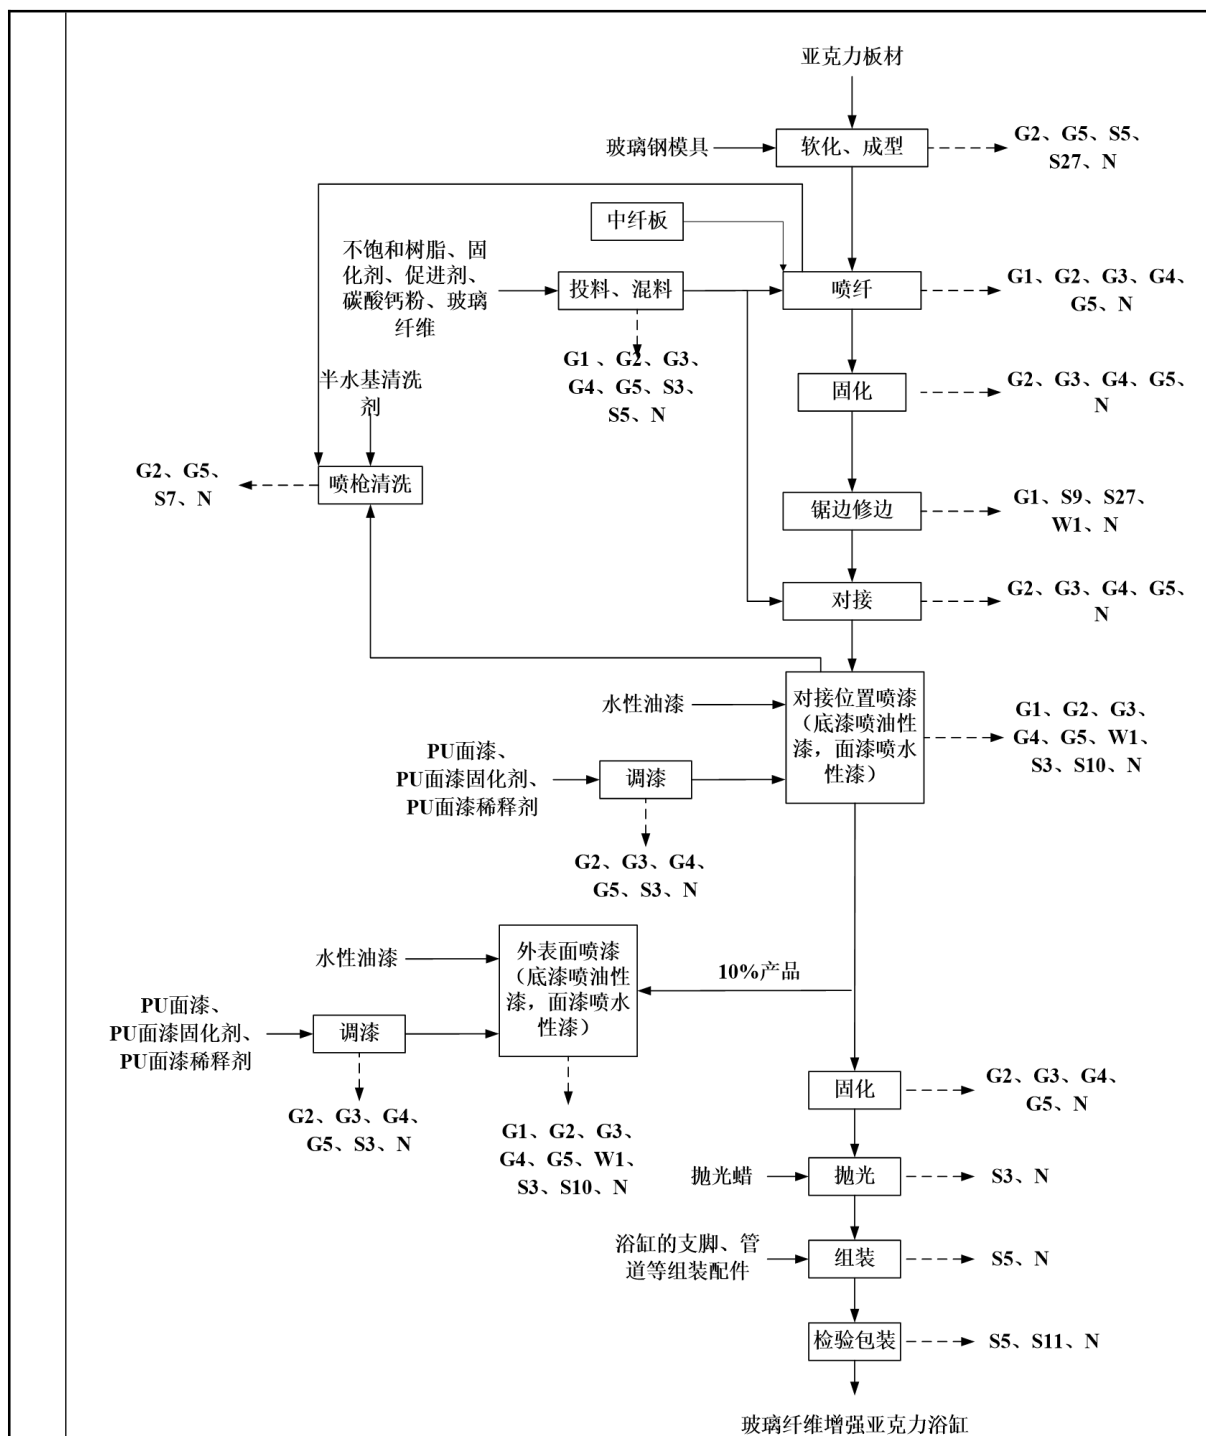 亚克力板材
玻璃钢模具
软化、成型
G2、G5、S5、
S27、N
中纤板
不饱和树脂、固
化剂、促进剂、
碳酸钙粉、玻璃
纤维
投料、混料
喷纤
G1、G2、G3、G4、
G5、N
G1 、G2、G3、
G4、G5、S3、
S5、N
半水基清洗
剂
固化
G2、G3、G4、G5、
N
G2、G5、
S7、N
喷枪清洗
锯边修边
G1、S9、S27、
W1、N
对接
G2、G3、G4、G5、
N
水性油漆
对接位置喷漆
（底漆喷油性
漆，面漆喷水
性漆）
G1、G2、G3、
G4、G5、W1、
S3、S10、N
PU面漆、
PU面漆固化剂、
PU面漆稀释剂
调漆
G2、G3、G4、
G5、S3、N
水性油漆
外表面喷漆
（底漆喷油性
漆，面漆喷水
性漆）
10%产品
PU面漆、
PU面漆固化剂、
PU面漆稀释剂
调漆
G2、G3、G4、
G5、S3、N
G1、G2、G3、
G4、G5、W1、
S3、S10、N
固化
G2、G3、G4、
G5、N
抛光蜡
抛光
S3、N
浴缸的支脚、管
道等组装配件
组装
S5、N
检验包装
S5、S11、N
玻璃纤维增强亚克力浴缸